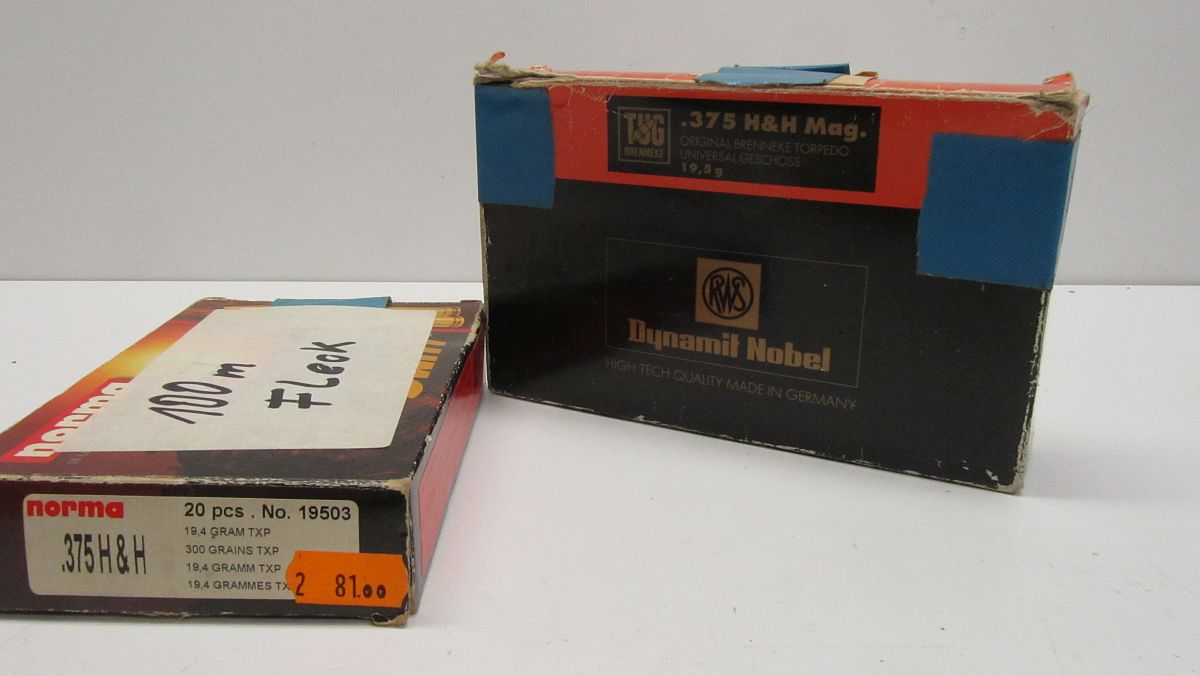 TUG
BRENNEKE
.375 H&H Mag.
ORIGINAL BRENNEKE TORPEDO
UNIVERSAL GESCHOSS
19,5 g
RWS
Dynamit Nobel
HIGH TECH QUALITY MADE IN GERMANY
norma
100 m
Fleck
norma
.375 H & H
20 pcs . No. 19503
19,4 GRAM TXP
300 GRAINS TXP
19,4 GRAMM TXP
19,4 GRAMMES
2 81.00